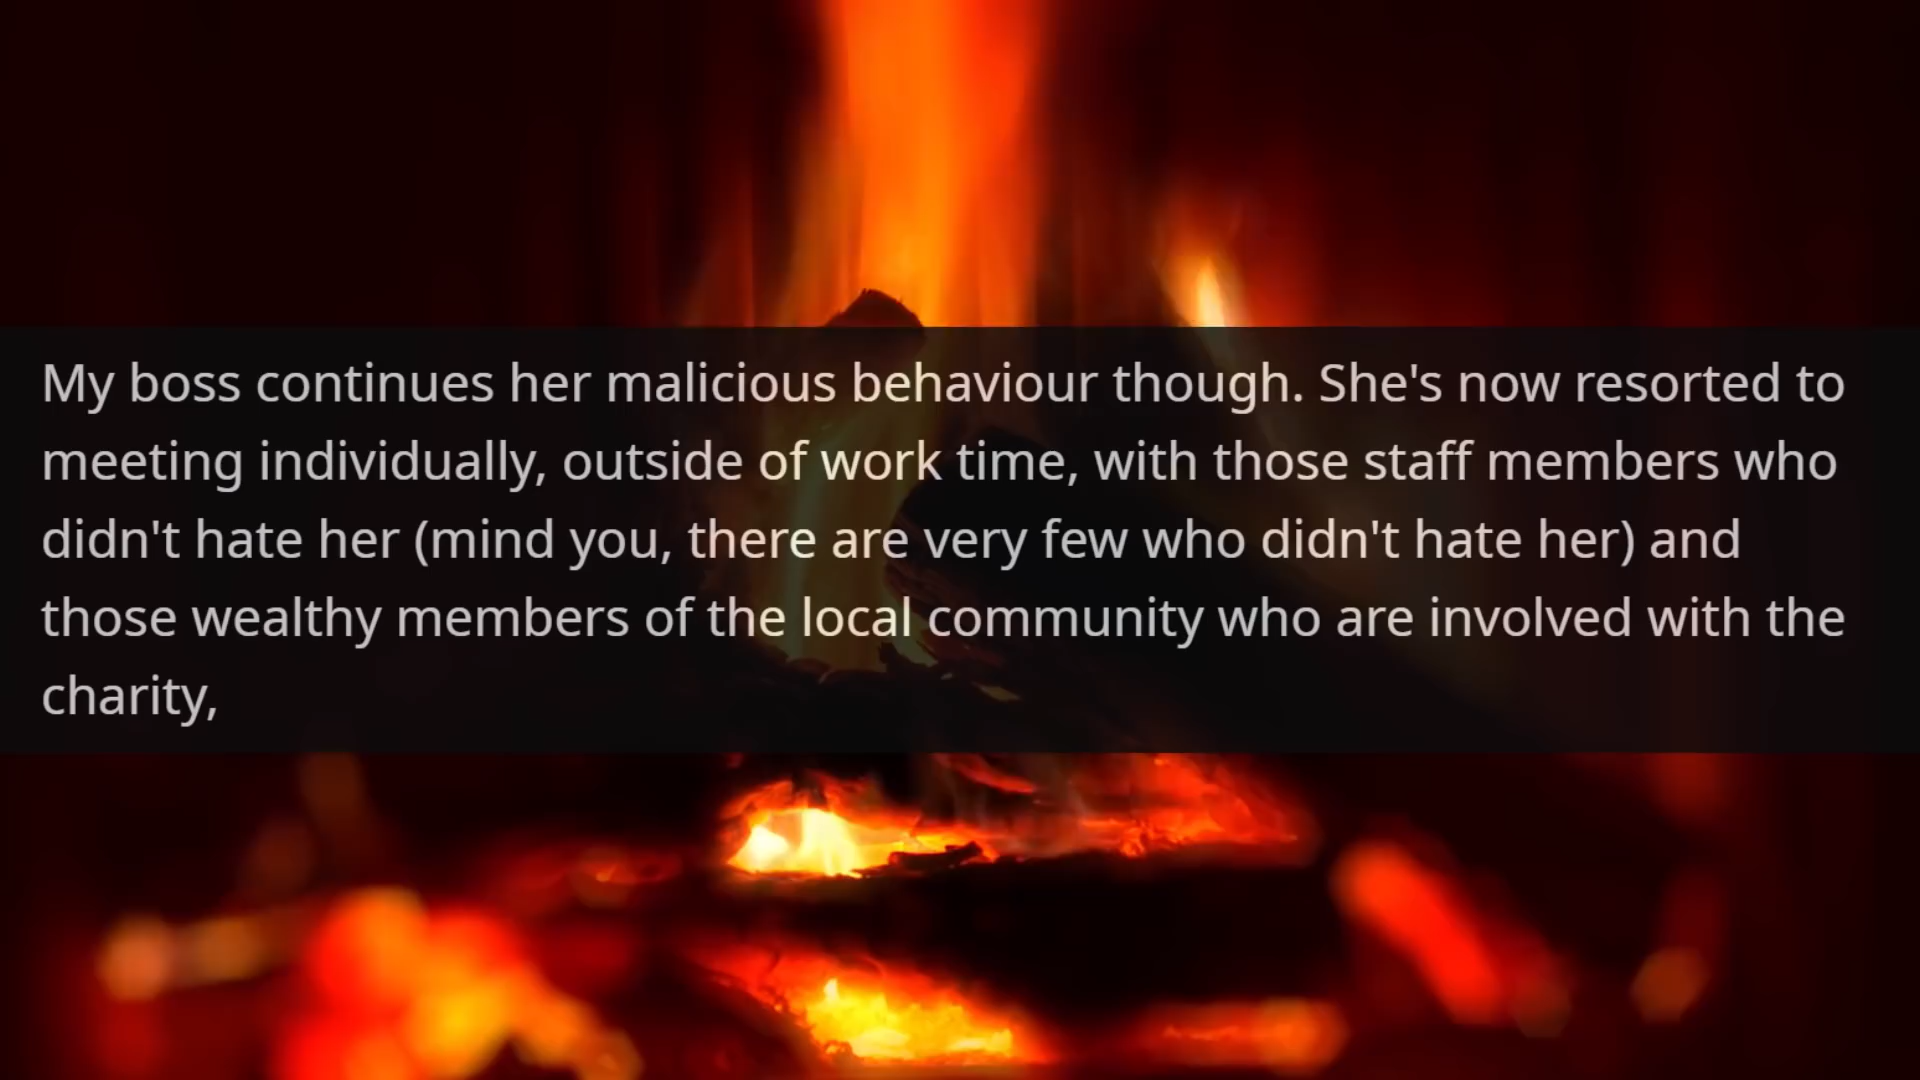 My boss continues her malicious behaviour though. She's now resorted to
meeting individually, outside of work time, with those staff members who
didn't hate her (mind you, there are very few who didn't hate her) and
those wealthy members of the local community who are involved with the
charity,